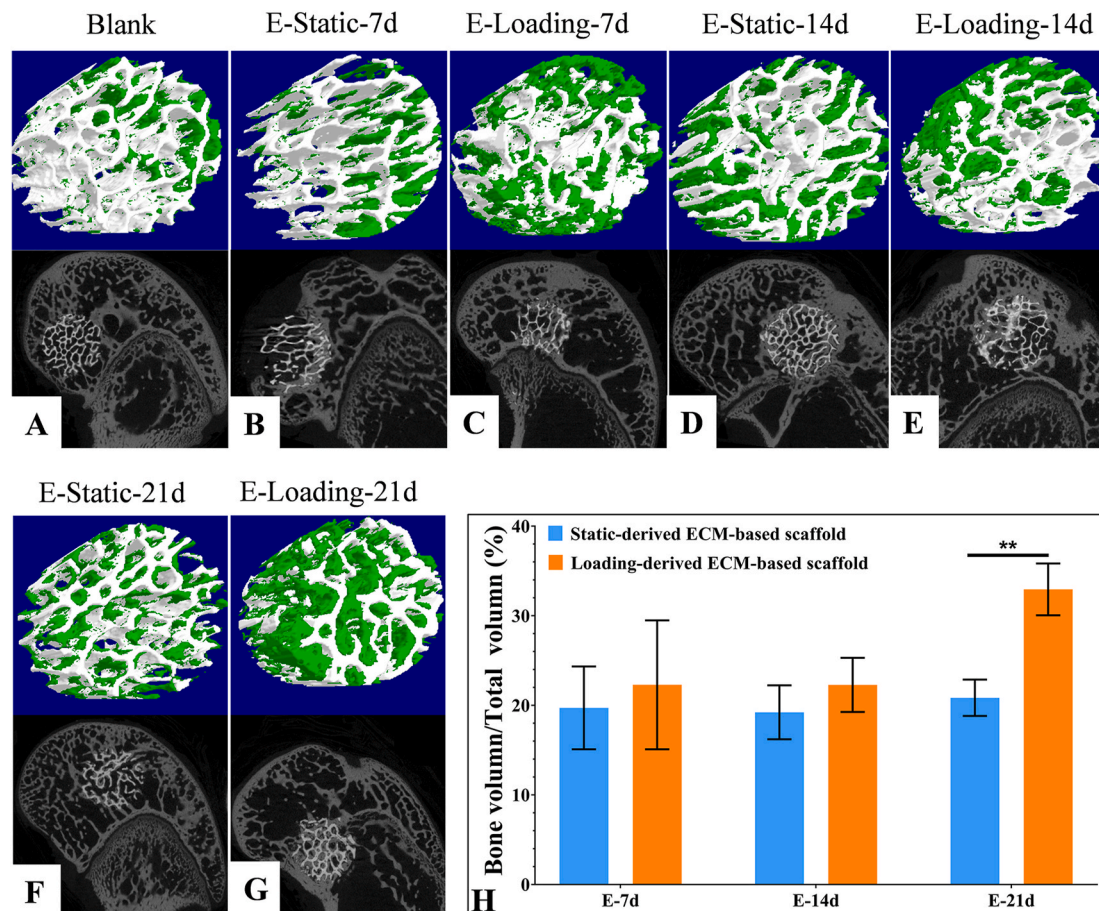 Blank
E-Static-7d
E-Loading-7d
E-Static-14d
E-Loading-14d
A
B
C
D
E
E-Static-21d
E-Loading-21d
F
G
Bone volumn/Total volumn (%)
40
30
20
10
0
Static-derived ECM-based scaffold
Loading-derived ECM-based scaffold
**
E-7d
E-14d
E-21d
H